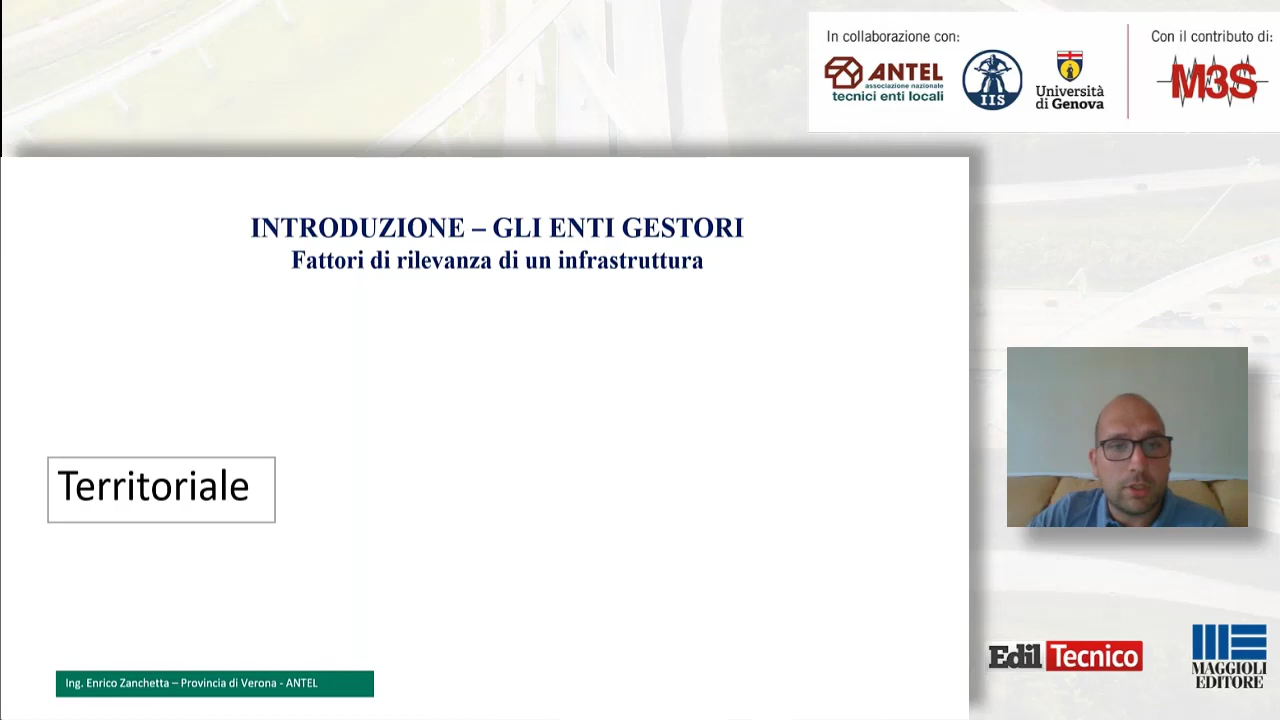 In collaborazione con:
Con il contributo di:
ANTEL
associazione nazionale
tecnici enti locali
IIS
Università
di Genova
M3S
INTRODUZIONE – GLI ENTI GESTORI
Fattori di rilevanza di un infrastruttura
Territoriale
Ing. Enrico Zanchetta – Provincia di Verona - ANTEL
EdilTecnico
MAGGIOLI
EDITORE